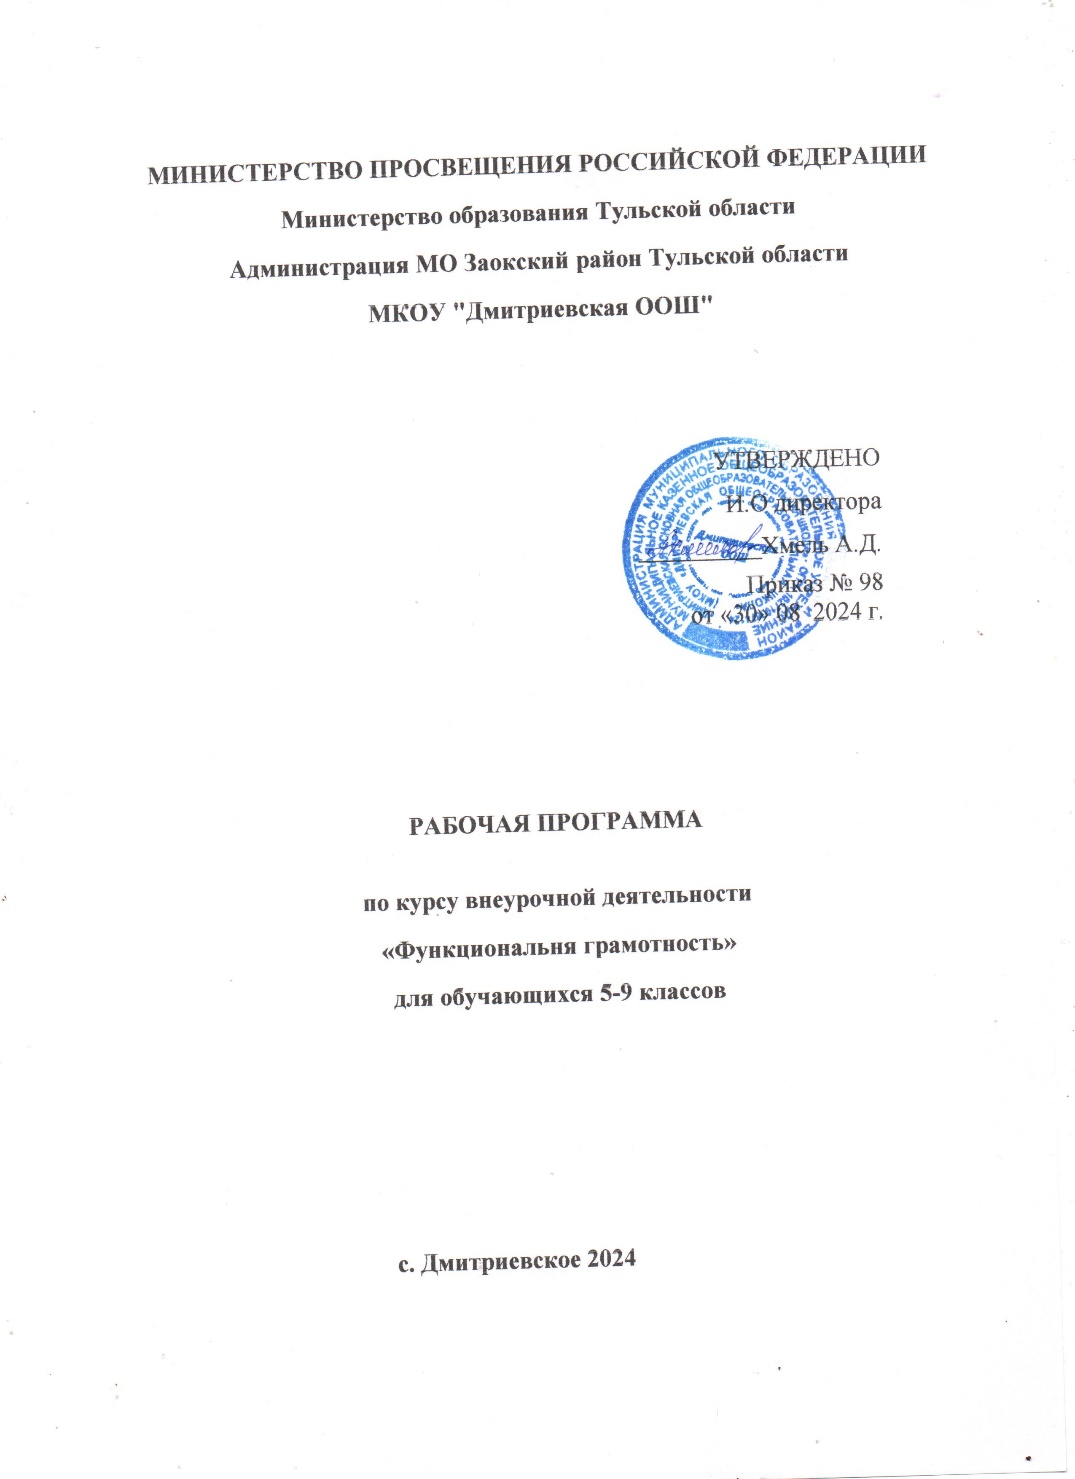 МИНИСТЕРСТВО ПРОСВЕЩЕНИЯ РОССИЙСКОЙ ФЕДЕРАЦИИ
Министерство образования Тульской области
Администрация МО Заокский район Тульской области
МКОУ "Дмитриевская ООШ"
УТВЕРЖДЕНО
И.О директора
Хмель А.Д.
Приказ № 98
от «30» 08 2024 г.
Дмитриевская
ООШ
РАБОЧАЯ ПРОГРАММА
по курсу внеурочной деятельности
«Функциональня грамотность»
для обучающихся 5-9 классов
с. Дмитриевское 2024